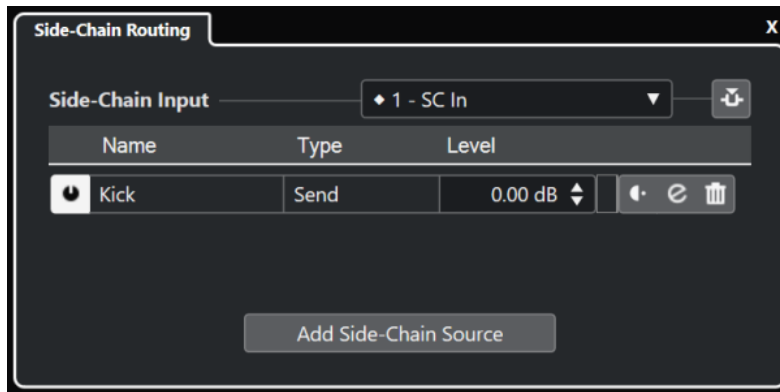 Side-Chain Routing X
Side-Chain Input 1 - SC In
Name Type Level
Kick Send 0.00 dB
Add Side-Chain Source